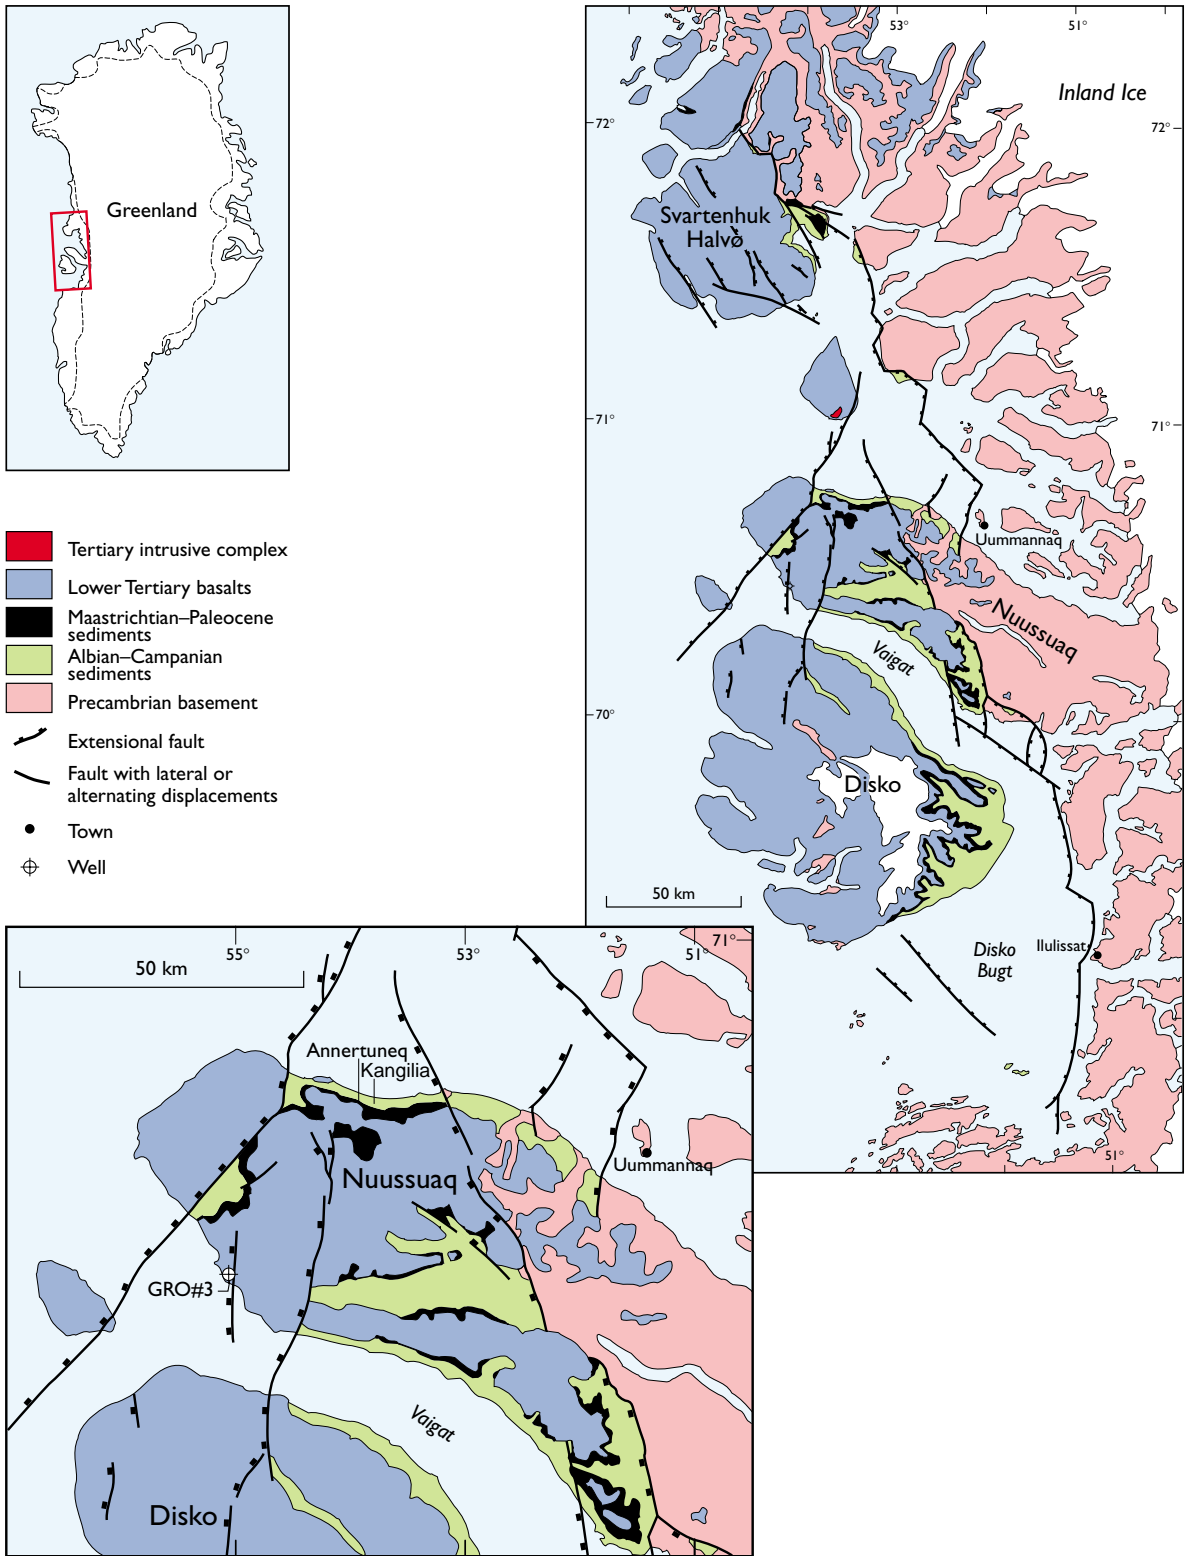 Greenland
53°
51°
Inland Ice
72°
72°
Svartenhuk
Halvø
71°
71°
Uummannaq
Nuussuaq
Vaigat
70°
Disko
50 km
Disko
Bugt
Ilulissat
51°
Tertiary intrusive complex
Lower Tertiary basalts
Maastrichtian–Paleocene
sediments
Albian–Campanian
sediments
Precambrian basement
Extensional fault
Fault with lateral or
alternating displacements
Town
Well
55°
53°
51°
71°
50 km
Annertuneq
Kangilia
Nuussuaq
Uummannaq
GRO#3
Vaigat
Disko